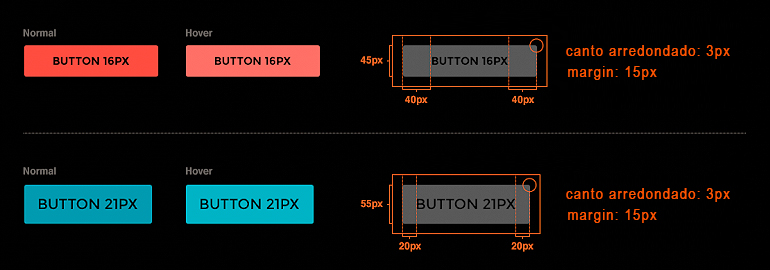 Normal
Hover
BUTTON 16PX
BUTTON 16PX
45px
BUTTON 16PX
40px
40px
canto arredondado: 3px
margin: 15px
Normal
Hover
BUTTON 21PX
BUTTON 21PX
55px
BUTTON 21PX
20px
20px
canto arredondado: 3px
margin: 15px